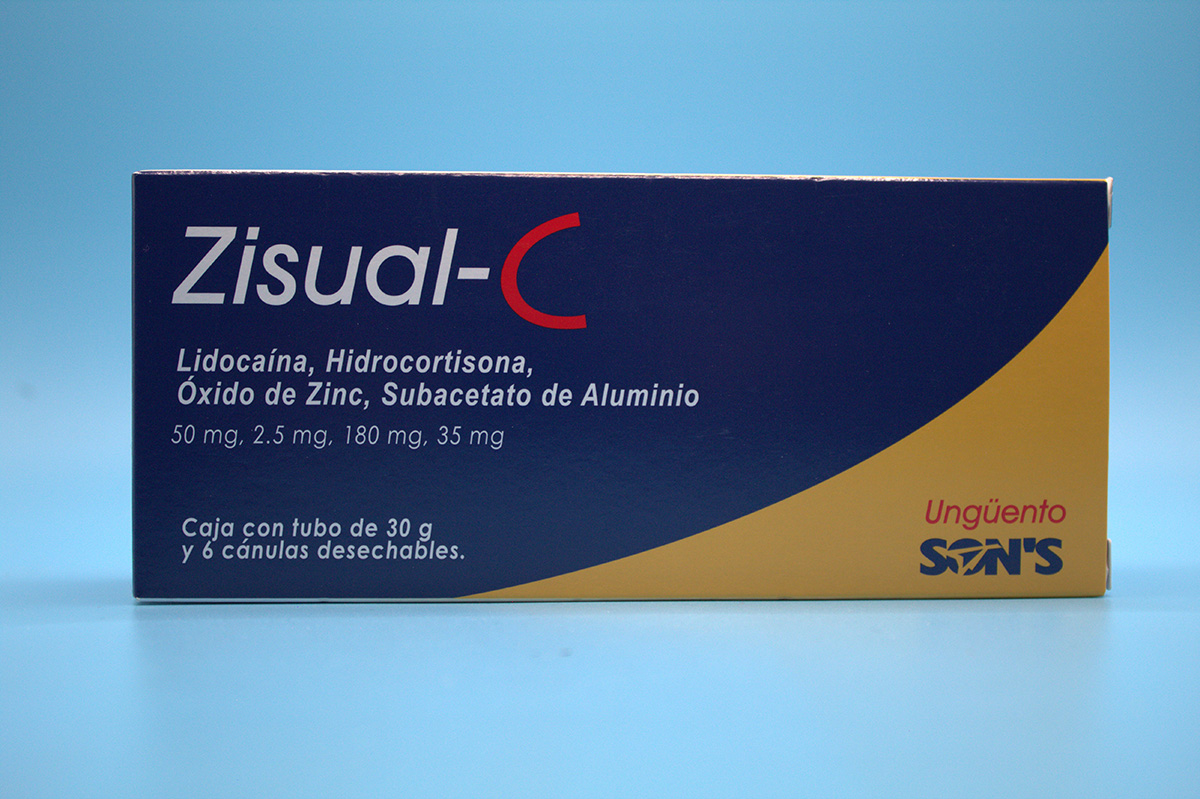 Zisual-C
Lidocaína, Hidrocortisona,
Óxido de Zinc, Subacetato de Aluminio
50 mg, 2.5 mg, 180 mg, 35 mg
Caja con tubo de 30 g
y 6 cánulas desechables.
Ungüento
SON'S